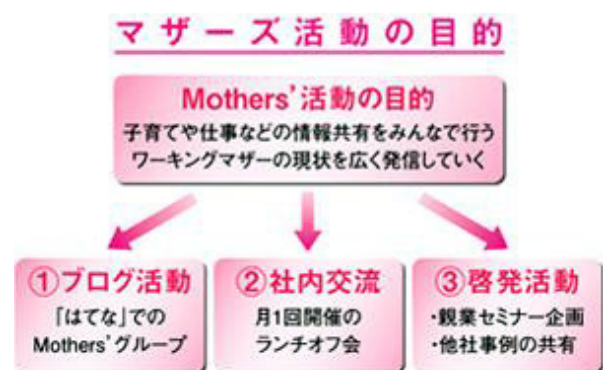 マザーズ活動の目的
Mothers'活動の目的
子育てや仕事などの情報共有をみんなで行う
ワーキングマザーの現状を広く発信していく
①ブログ活動
「はてな」での
Mothers'グループ
②社内交流
月1回開催の
ランチオフ会
③啓発活動
・親業セミナー企画
・他社事例の共有